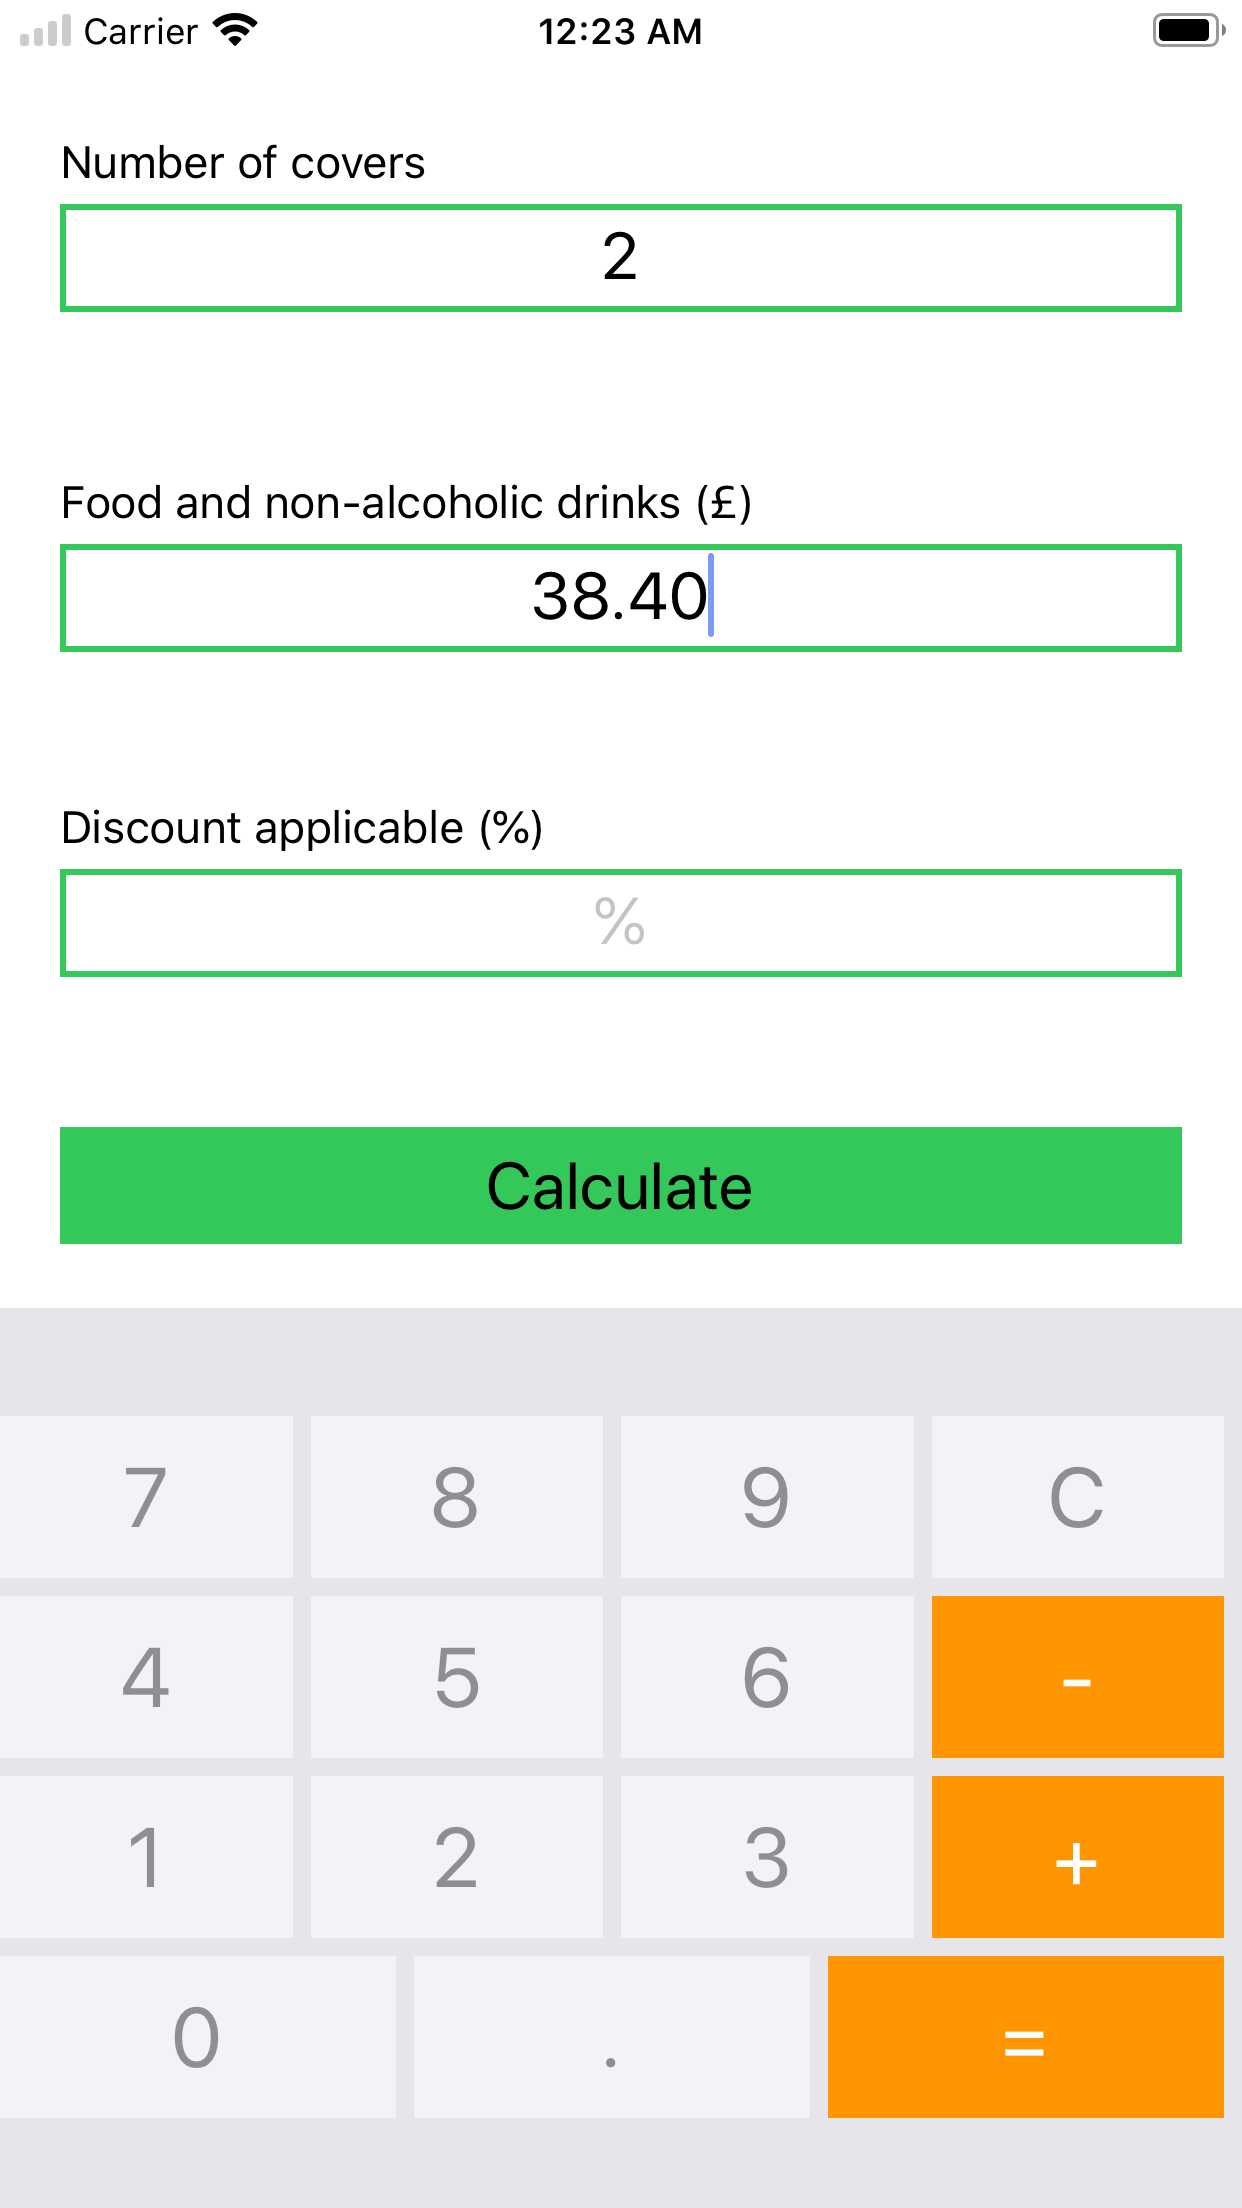 Carrier 12:23 AM
Number of covers
2
Food and non-alcoholic drinks (£)
38.40
Discount applicable (%)
%
Calculate
7 8 9 C
4 5 6 -
1 2 3 +
0 . =